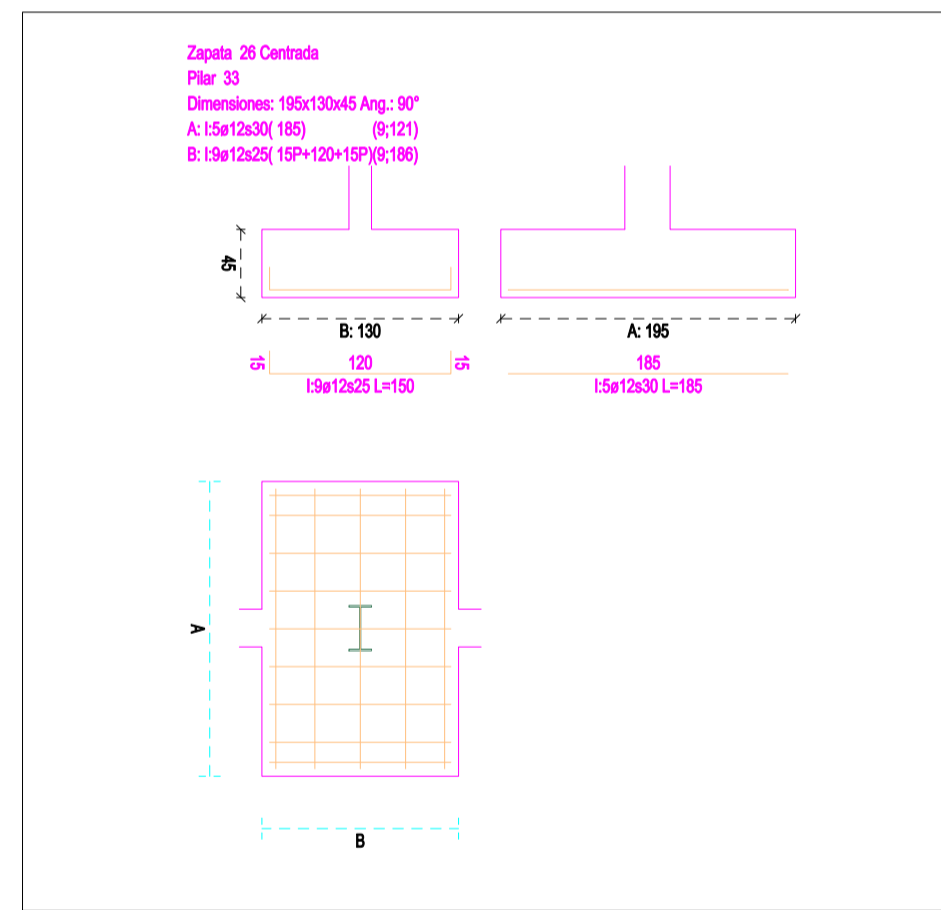 Zapata 26 Centrada
Pilar 33
Dimensiones: 195x130x45 Ang.: 90°
A: I:5ø12s30( 185) (9;121)
B: I:9ø12s25( 15P+120+15P)(9;186)
45
B: 130
A: 195
15
120
15
I:9ø12s25 L=150
185
I:5ø12s30 L=185
A
B